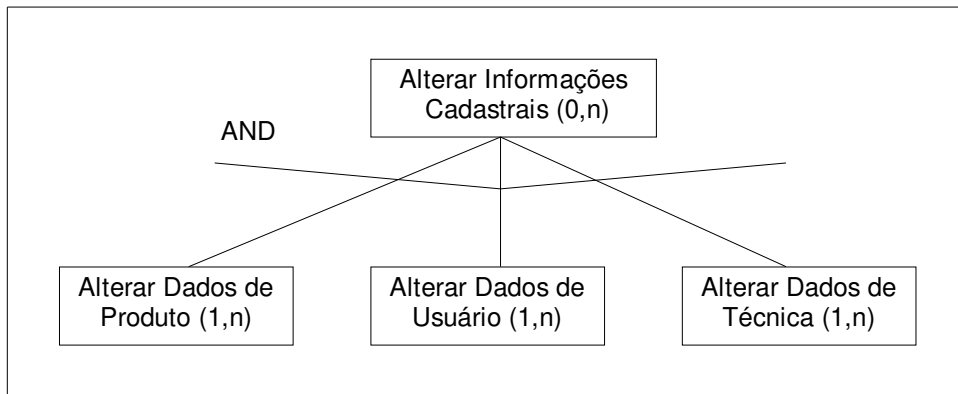 Alterar Informações
Cadastrais (0,n)
AND
Alterar Dados de
Produto (1,n)
Alterar Dados de
Usuário (1,n)
Alterar Dados de
Técnica (1,n)